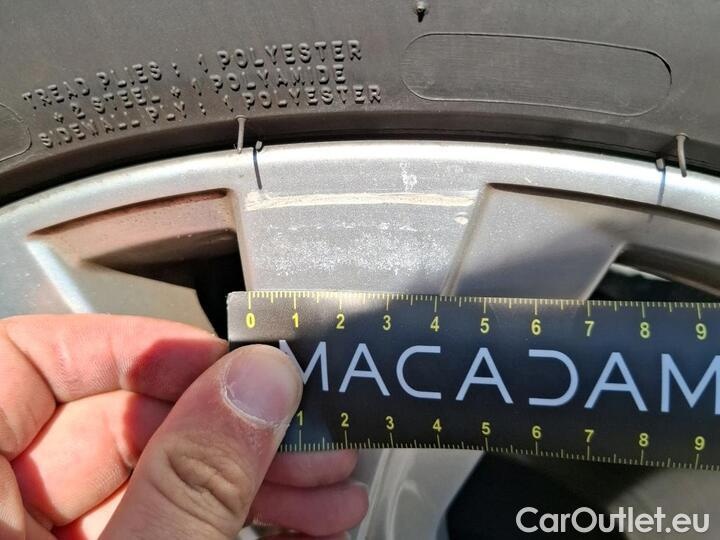 TREAD PLIES : 1 POLYESTER
+ 2 STEEL + 1 POLYAMIDE
SIDEWALL PLY : 1 POLYESTER
0 1 2 3 4 5 6 7 8 9
MACADAM
1 2 3 4 5 6 7 8 9
CarOutlet.eu